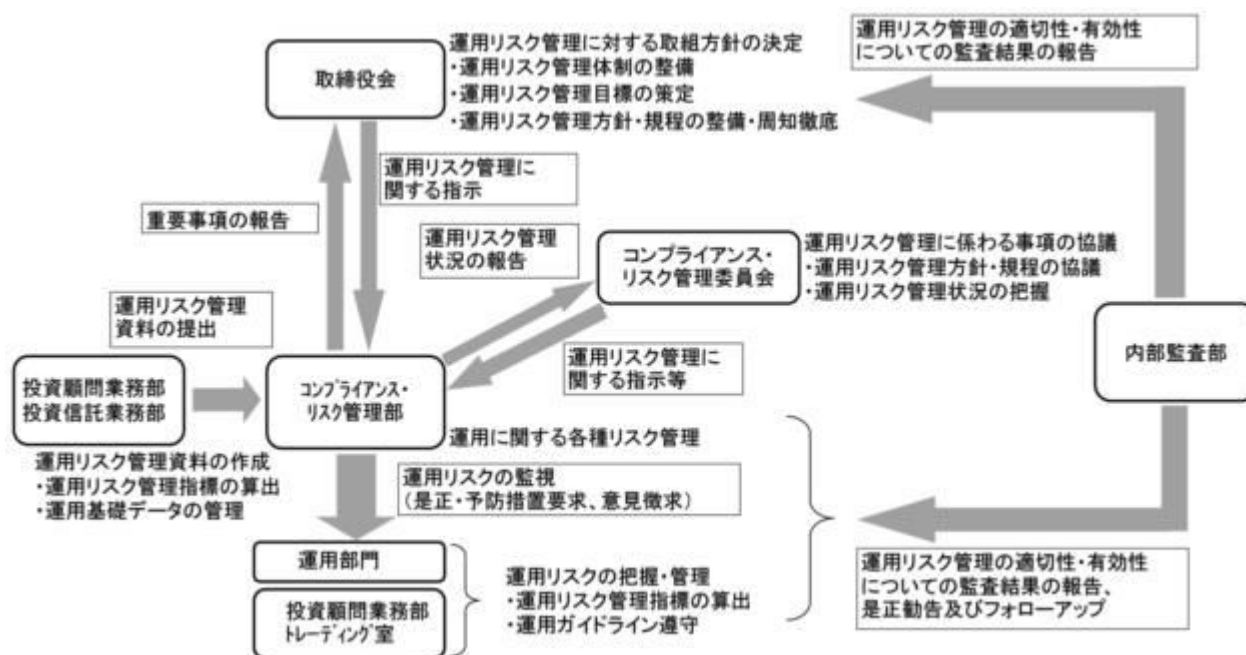 取締役会
運用リスク管理に対する取組方針の決定
・運用リスク管理体制の整備
・運用リスク管理目標の策定
・運用リスク管理方針・規程の整備・周知徹底
運用リスク管理の適切性・有効性
についての監査結果の報告
運用リスク管理に
関する指示
重要事項の報告
運用リスク管理
状況の報告
コンプライアンス・
リスク管理委員会
運用リスク管理に係わる事項の協議
・運用リスク管理方針・規程の協議
・運用リスク管理状況の把握
運用リスク管理
資料の提出
運用リスク管理に
関する指示等
内部監査部
投資顧問業務部
投資信託業務部
ｺﾝﾌﾟﾗｲｱﾝｽ・
ﾘｽｸ管理部
運用に関する各種リスク管理
運用リスク管理資料の作成
・運用リスク管理指標の算出
・運用基礎データの管理
運用リスクの監視
（是正・予防措置要求、意見徴求）
運用部門
投資顧問業務部
ﾄﾚｰﾃﾞｨﾝｸﾞ室
運用リスクの把握・管理
・運用リスク管理指標の算出
・運用ガイドライン遵守
運用リスク管理の適切性・有効性
についての監査結果の報告、
是正勧告及びフォローアップ